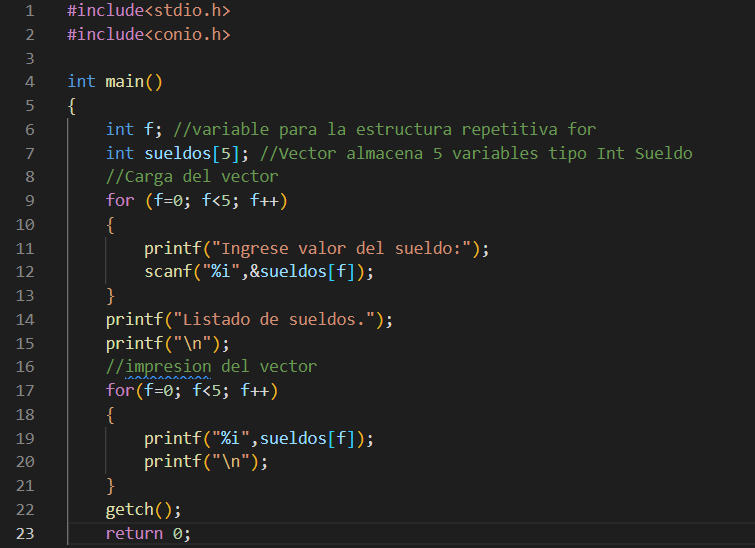 1 #include<stdio.h>
2 #include<conio.h>
3
4 int main()
5 {
6 int f; //variable para la estructura repetitiva for
7 int sueldos[5]; //Vector almacena 5 variables tipo Int Sueldo
8 //Carga del vector
9 for (f=0; f<5; f++)
10 {
11 printf("Ingrese valor del sueldo:");
12 scanf("%i",&sueldos[f]);
13 }
14 printf("Listado de sueldos.");
15 printf("\n");
16 //impresion del vector
17 for(f=0; f<5; f++)
18 {
19 printf("%i",sueldos[f]);
20 printf("\n");
21 }
22 getch();
23 return 0;